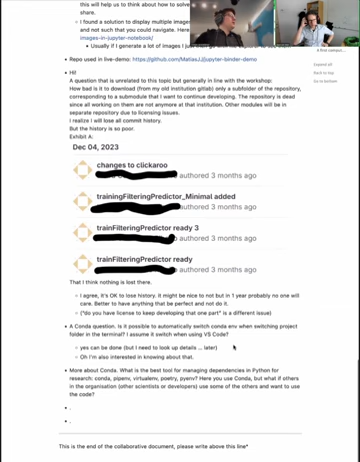 this will help us to think about how to solve
share.
I found a solution to display multiple images
and not such that you could navigate. Here
images-in-jupyter-notebook/
Usually if I generate a lot of images I
Repo used in live-demo: https://github.com/MatiasJJ/jupyter-binder-demo
Hi!
A question that is unrelated to this topic but generally in line with the workshop:
How bad is it to download (from my old institution gitlab) only a subfolder of the repository,
corresponding to a submodule that I want to continue developing. The repository is dead
since all working on them are not anymore at that institution. Other modules will be in
separate repository due to licensing issues.
I realize I will lose all commit history.
But the history is so poor.
Exhibit A:
Dec 04, 2023
changes to clickaroo
authored 3 months ago
trainingFilteringPredictor_Minimal added
authored 3 months ago
trainFilteringPredictor ready 3
authored 3 months ago
trainFilteringPredictor ready
authored 3 months ago
That I think nothing is lost there.
I agree, it's OK to lose history. it might be nice to not but in 1 year probably no one will
care. Better to have anything that be perfect and not do it.
("do you have license to keep developing that one part" is a different issue)
A Conda question. Is it possible to automatically switch conda env when switching project
folder in the terminal? I assume it switch when using VS Code?
yes can be done (but I need to look up details ... later)
Oh I'm also interested in knowing about that.
More about Conda. What is the best tool for managing dependencies in Python for
research: conda, pipenv, virtualenv, poetry, pyenv? Here you use Conda, but what if others
in the organisation (other scientists or developers) use some of the others and want to use
the code?
.
.
This is the end of the collaborative document, please write above this line^
Expand all
Back to top
Go to bottom